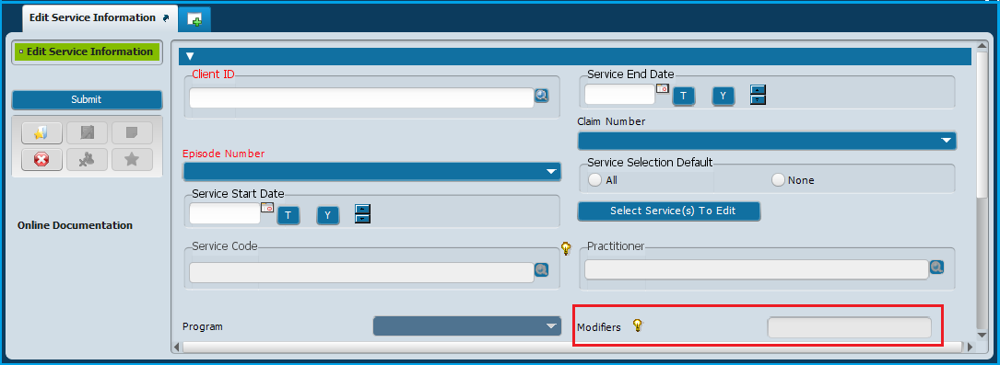 Edit Service Information
Edit Service Information
Submit
Online Documentation
▼
Client ID
Episode Number
Service Start Date
T Y
Service Code
Program
Service End Date
T Y
Claim Number
Service Selection Default
All None
Select Service(s) To Edit
Practitioner
Modifiers